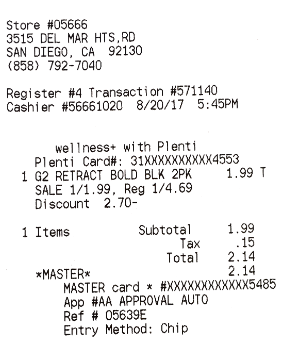 Store #05666
3515 DEL MAR HTS,RD
SAN DIEGO, CA 92130
(858) 792-7040
Register #4 Transaction #571140
Cashier #56661020 8/20/17 5:45PM
wellness+ with Plenti
Plenti Card#: 31XXXXXXXXXX4553
1 G2 RETRACT BOLD BLK 2PK 1.99 T
SALE 1/1.99, Reg 1/4.69
Discount 2.70-
1 Items Subtotal 1.99
Tax .15
Total 2.14
*MASTER* 2.14
MASTER card * #XXXXXXXXXXXX5485
App #AA APPROVAL AUTO
Ref # 05639E
Entry Method: Chip